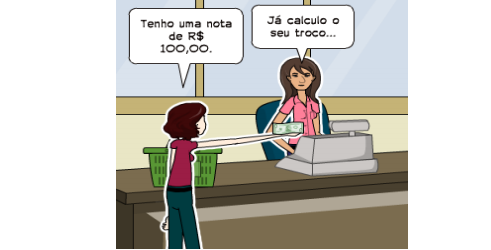 Tenho uma nota
de R$
100,00.
Já calculo o
seu troco...